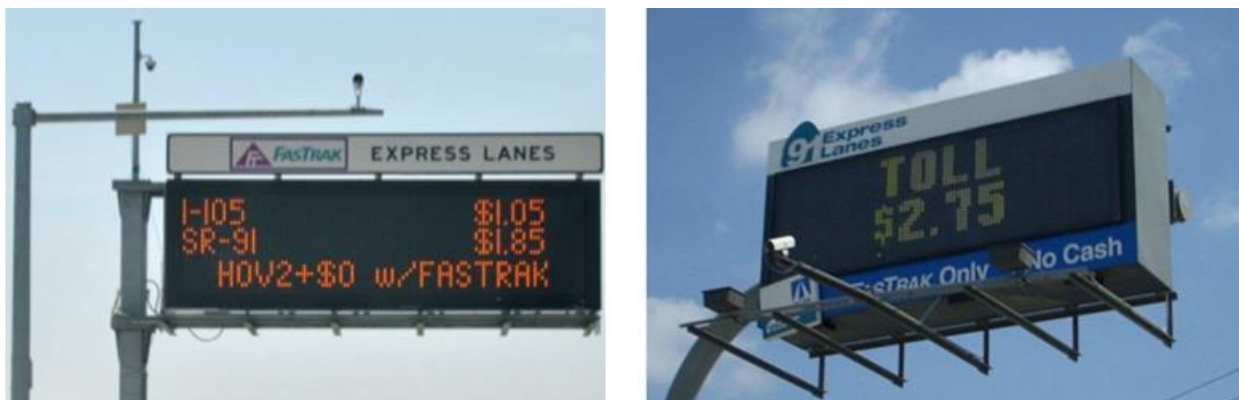 FASTRAK EXPRESS LANES
I-105 $1.05
SR-91 $1.85
HOV2+$0 w/FASTRAK
91 Express
Lanes
TOLL
$2.75
FASTRAK Only No Cash